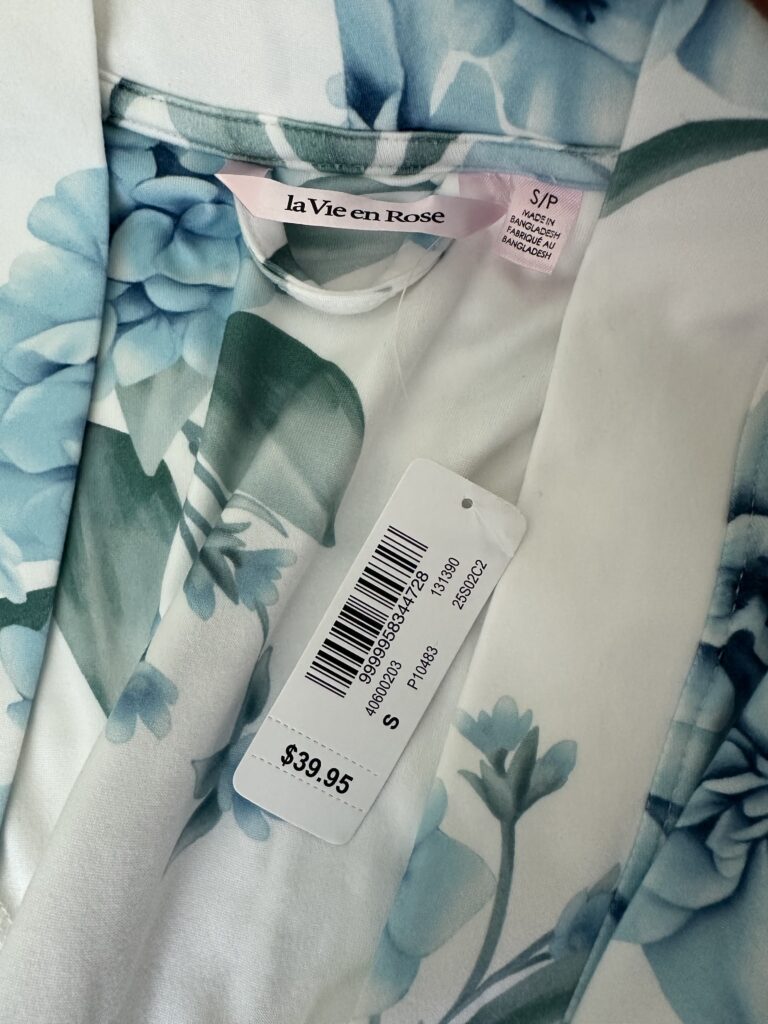 la Vie en Rose
S/P
MADE IN
BANGLADESH
FABRIQUÉ AU
BANGLADESH
9999958344728
131390
40600203
25S02C2
S
P10483
$39.95